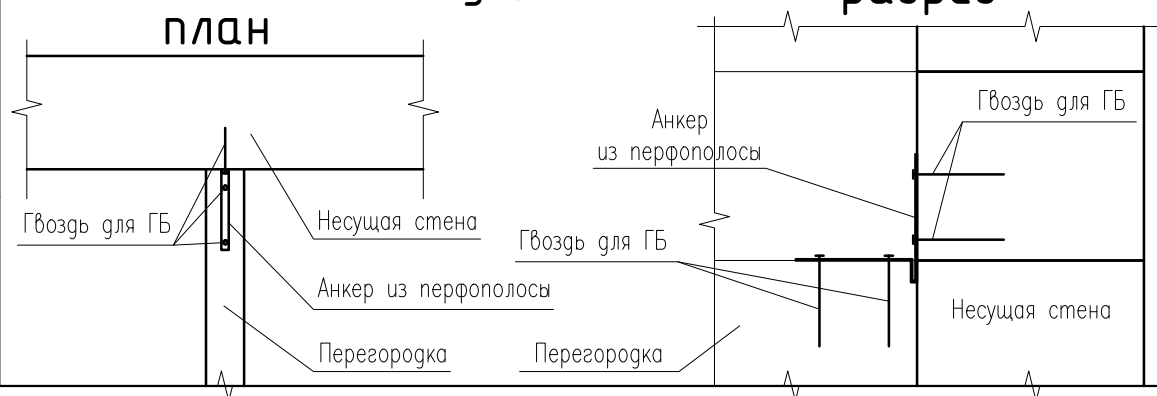 план
Гвоздь для ГБ
Несущая стена
Анкер из перфополосы
Перегородка
Анкер
из перфополосы
Гвоздь для ГБ
Гвоздь для ГБ
Несущая стена
Перегородка